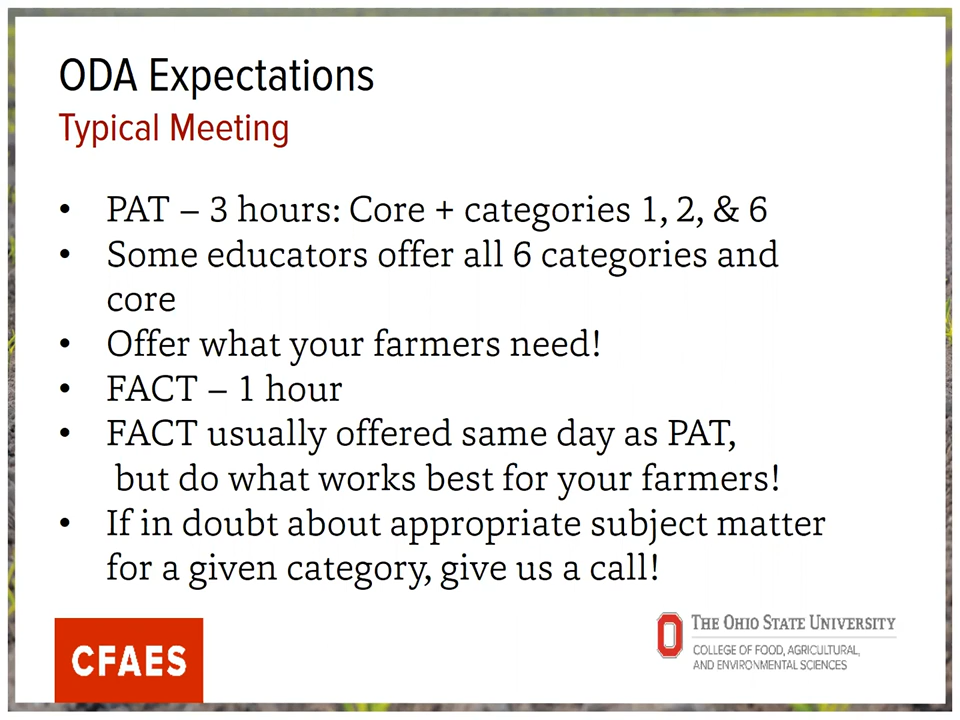 ODA Expectations
Typical Meeting
• PAT – 3 hours: Core + categories 1, 2, & 6
• Some educators offer all 6 categories and
core
• Offer what your farmers need!
• FACT – 1 hour
• FACT usually offered same day as PAT,
but do what works best for your farmers!
• If in doubt about appropriate subject matter
for a given category, give us a call!
CFAES
THE OHIO STATE UNIVERSITY
COLLEGE OF FOOD, AGRICULTURAL,
AND ENVIRONMENTAL SCIENCES